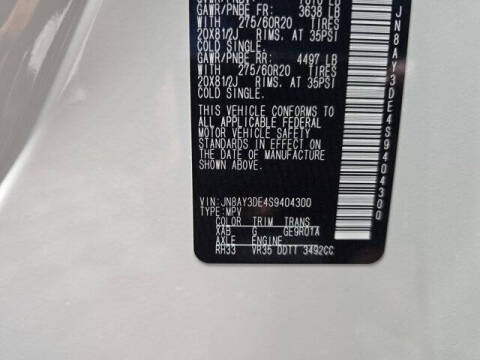 GAWR/PNBE FR: 3638 LB
WITH 275/60R20 TIRES
20X81/2J RIMS, AT 35PSI
COLD SINGLE.
GAWR/PNBE RR: 4497 LB
WITH 275/60R20 TIRES
20X81/2J RIMS, AT 35PSI
COLD SINGLE.
THIS VEHICLE CONFORMS TO
ALL APPLICABLE FEDERAL
MOTOR VEHICLE SAFETY
STANDARDS IN EFFECT ON
THE DATE OF MANUFACTURE
SHOWN ABOVE.
VIN: JN8AY3DE4S9404300
TYPE: MPV
COLOR TRIM TRANS
XAB G GE9R01A
AXLE ENGINE
RH33 VR35 DDTT 3492CC
JN8AY3DE4S9404300